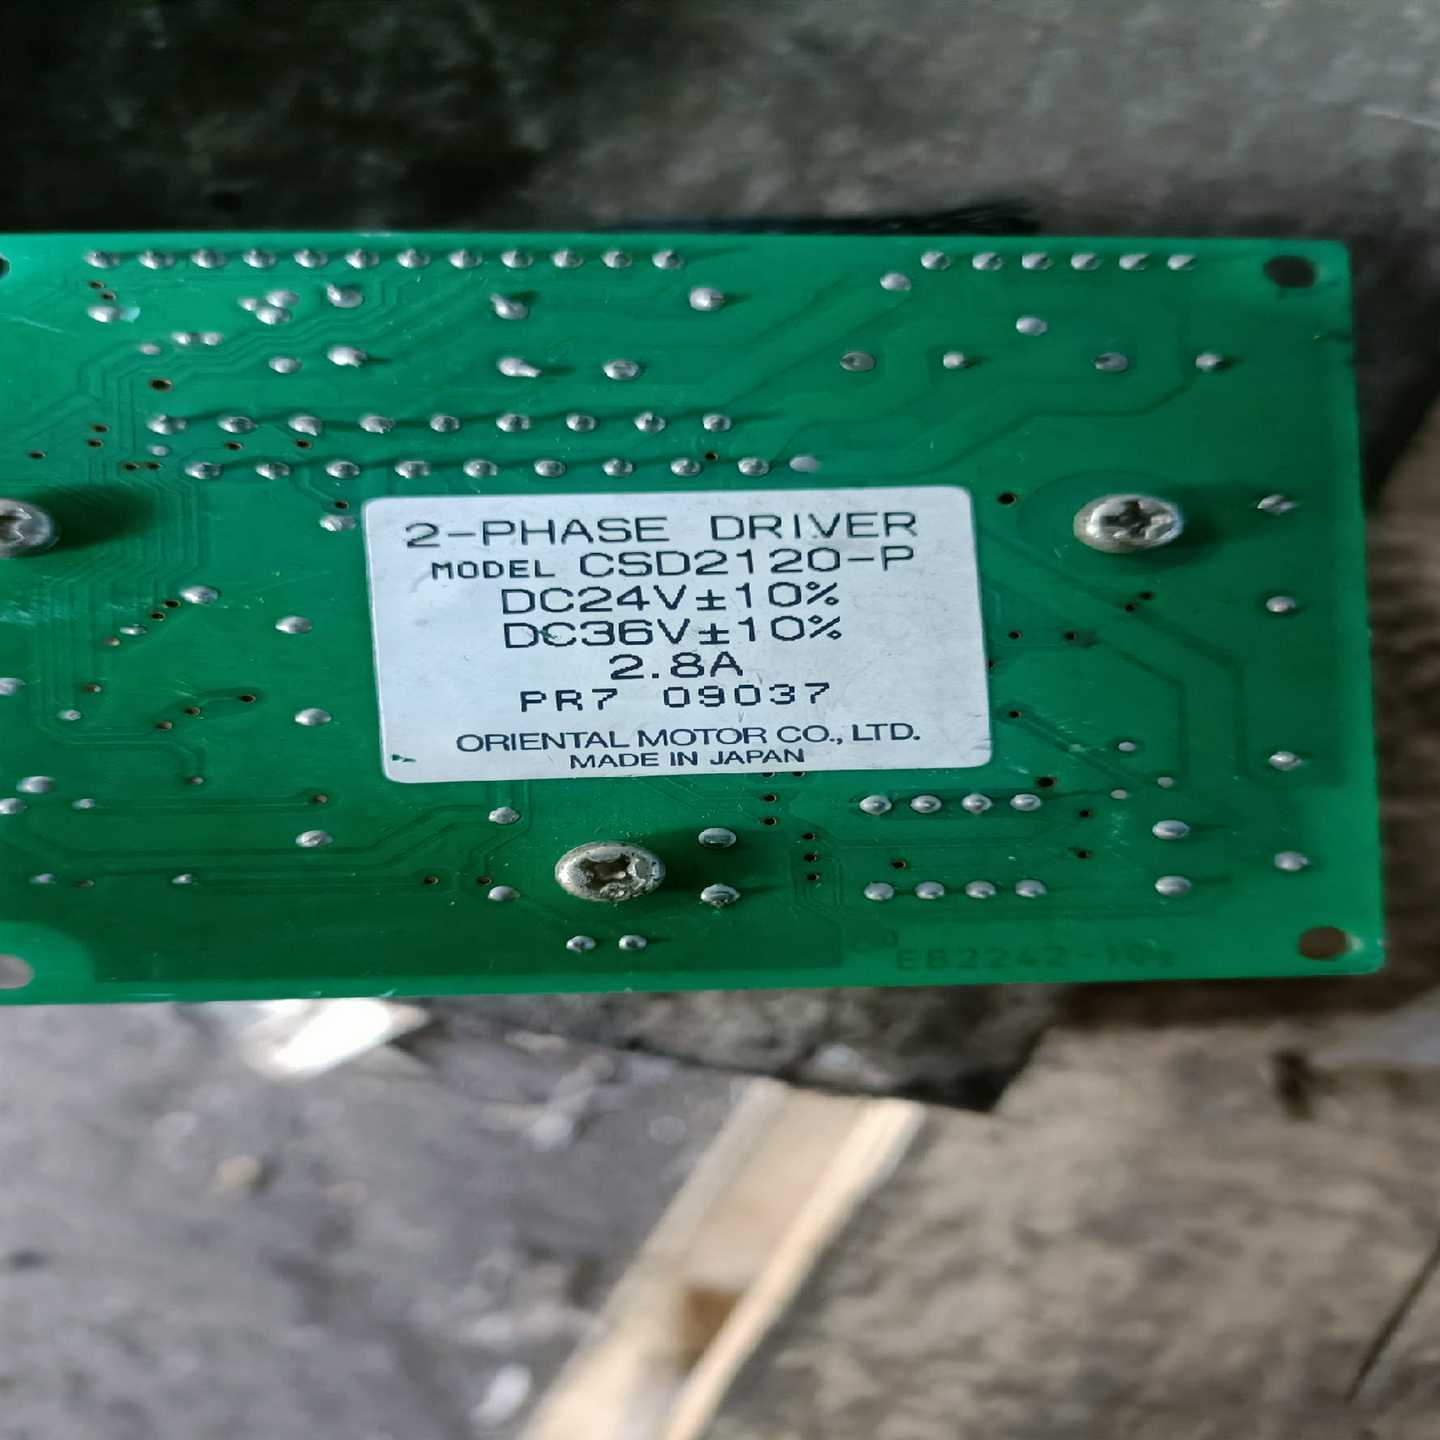 2-PHASE DRIVER
MODEL CSD2120-P
DC24V±10%
DC36V±10%
2.8A
PR7 09037
ORIENTAL MOTOR CO., LTD.
MADE IN JAPAN